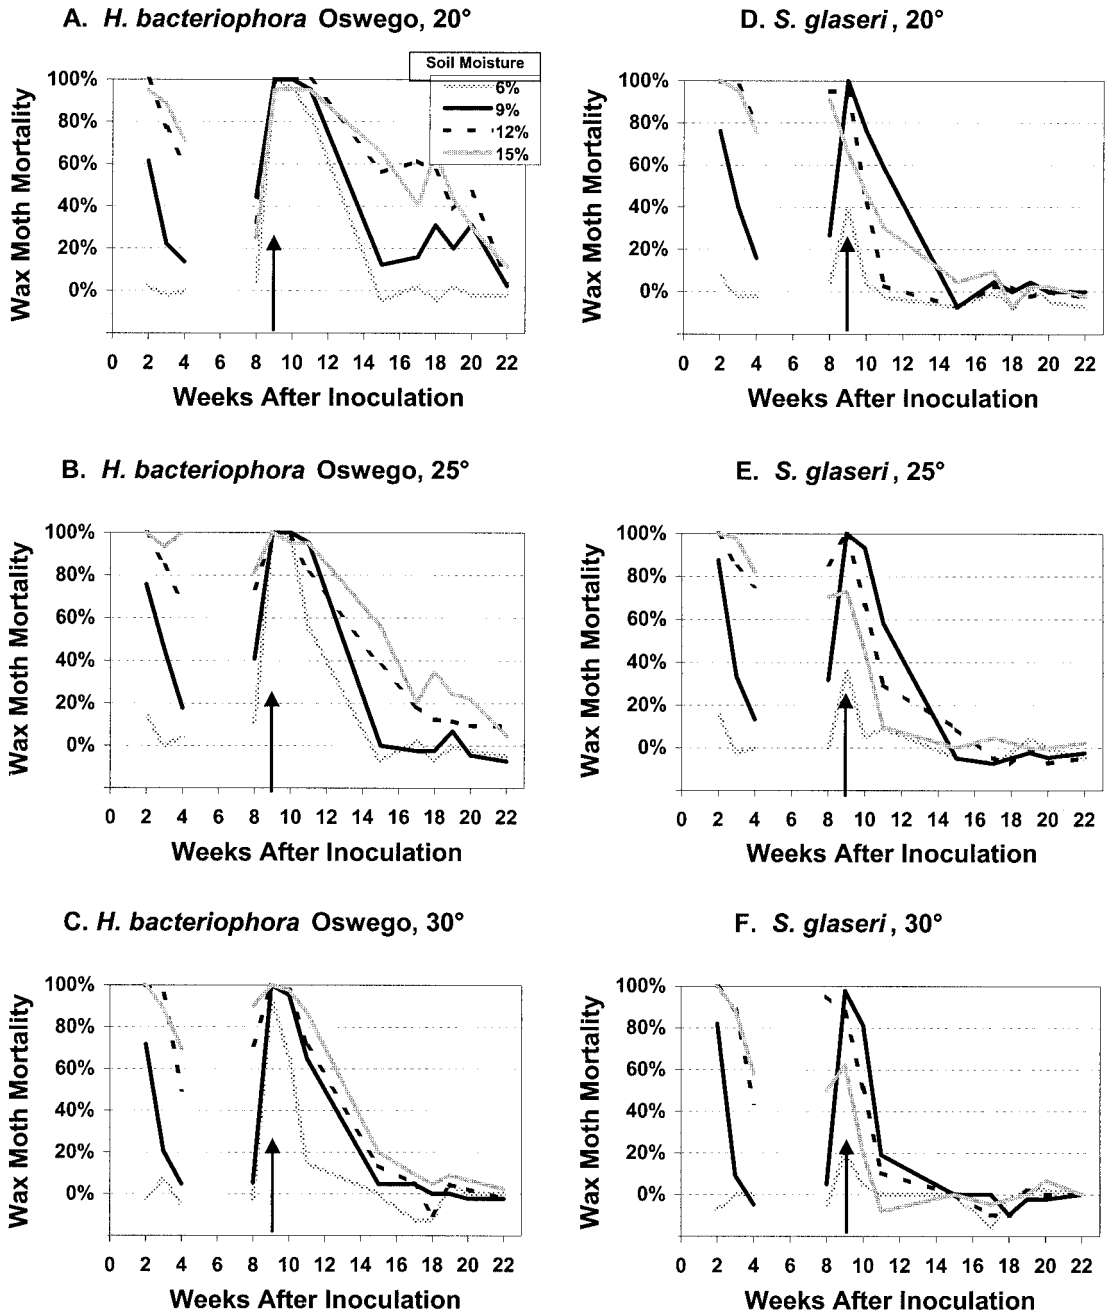 A. H. bacteriophora Oswego, 20°
Soil Moisture
6%
9%
12%
15%
Wax Moth Mortality
100%
80%
60%
40%
20%
0%
0 2 4 6 8 10 12 14 16 18 20 22
Weeks After Inoculation
D. S. glaseri, 20°
Wax Moth Mortality
100%
80%
60%
40%
20%
0%
0 2 4 6 8 10 12 14 16 18 20 22
Weeks After Inoculation
B. H. bacteriophora Oswego, 25°
Wax Moth Mortality
100%
80%
60%
40%
20%
0%
0 2 4 6 8 10 12 14 16 18 20 22
Weeks After Inoculation
E. S. glaseri, 25°
Wax Moth Mortality
100%
80%
60%
40%
20%
0%
0 2 4 6 8 10 12 14 16 18 20 22
Weeks After Inoculation
C. H. bacteriophora Oswego, 30°
Wax Moth Mortality
100%
80%
60%
40%
20%
0%
0 2 4 6 8 10 12 14 16 18 20 22
Weeks After Inoculation
F. S. glaseri, 30°
Wax Moth Mortality
100%
80%
60%
40%
20%
0%
0 2 4 6 8 10 12 14 16 18 20 22
Weeks After Inoculation